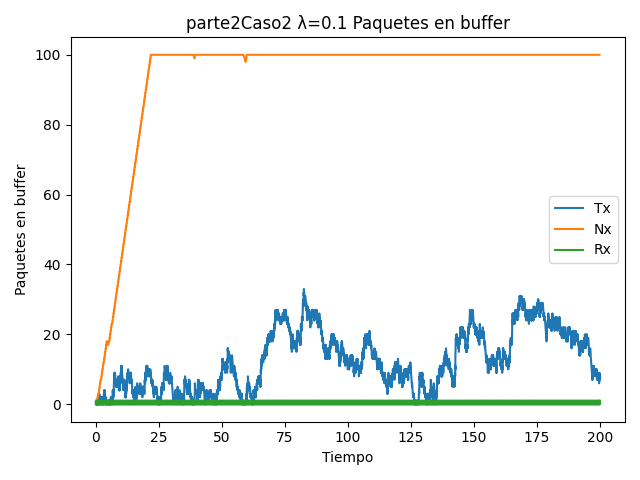 parte2Caso2 λ=0.1 Paquetes en buffer
100
80
60
40
20
0
Paquetes en buffer
Tx
Nx
Rx
0 25 50 75 100 125 150 175 200
Tiempo